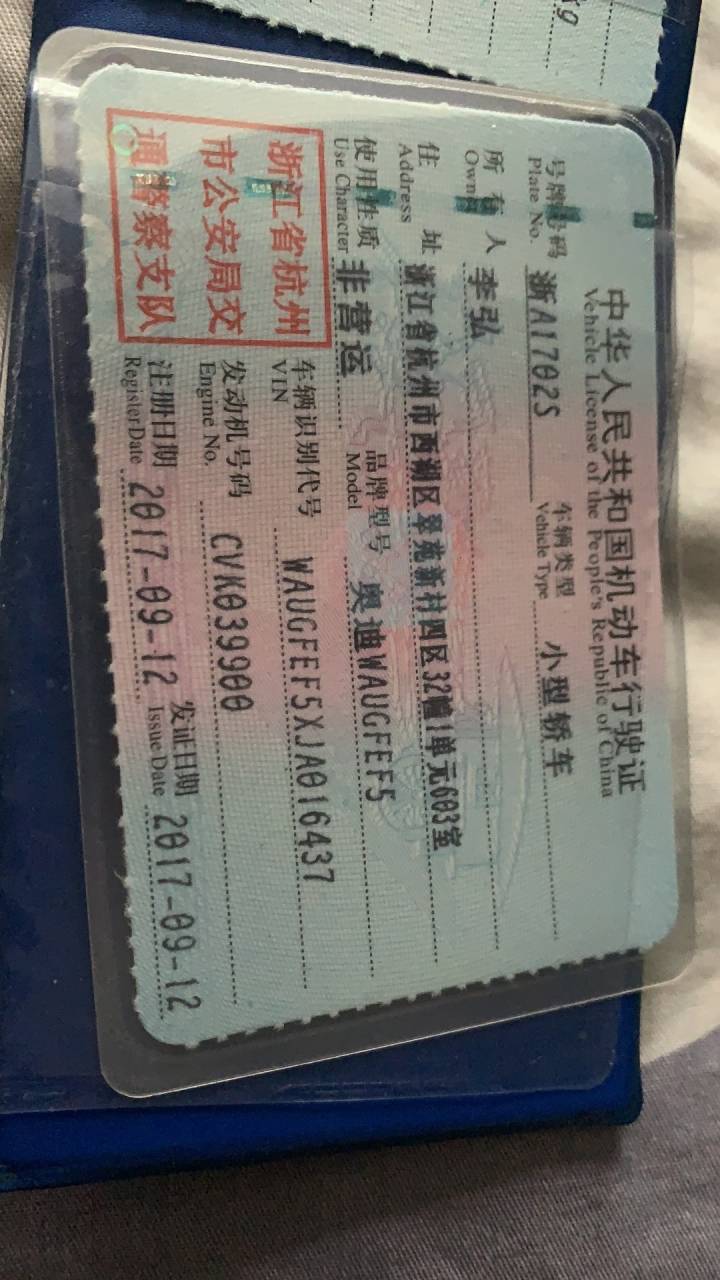 kg
中华人民共和国机动车行驶证
Vehicle License of the People's Republic of China
号牌号码 浙A1702S 车辆类型 小型轿车
Plate No. Vehicle Type
所有人 李弘
Owner
住址 浙江省杭州市西湖区翠苑新村四区32幢1单元603室
Address
使用性质 非营运 品牌型号 奥迪WAUGFEF5
Use Character Model
浙江省杭州
市公安局交
通警察支队
车辆识别代号 WAUGFEF5XJA016437
VIN
发动机号码 CVK039900
Engine No.
注册日期 2017-09-12 发证日期 2017-09-12
Register Date Issue Date